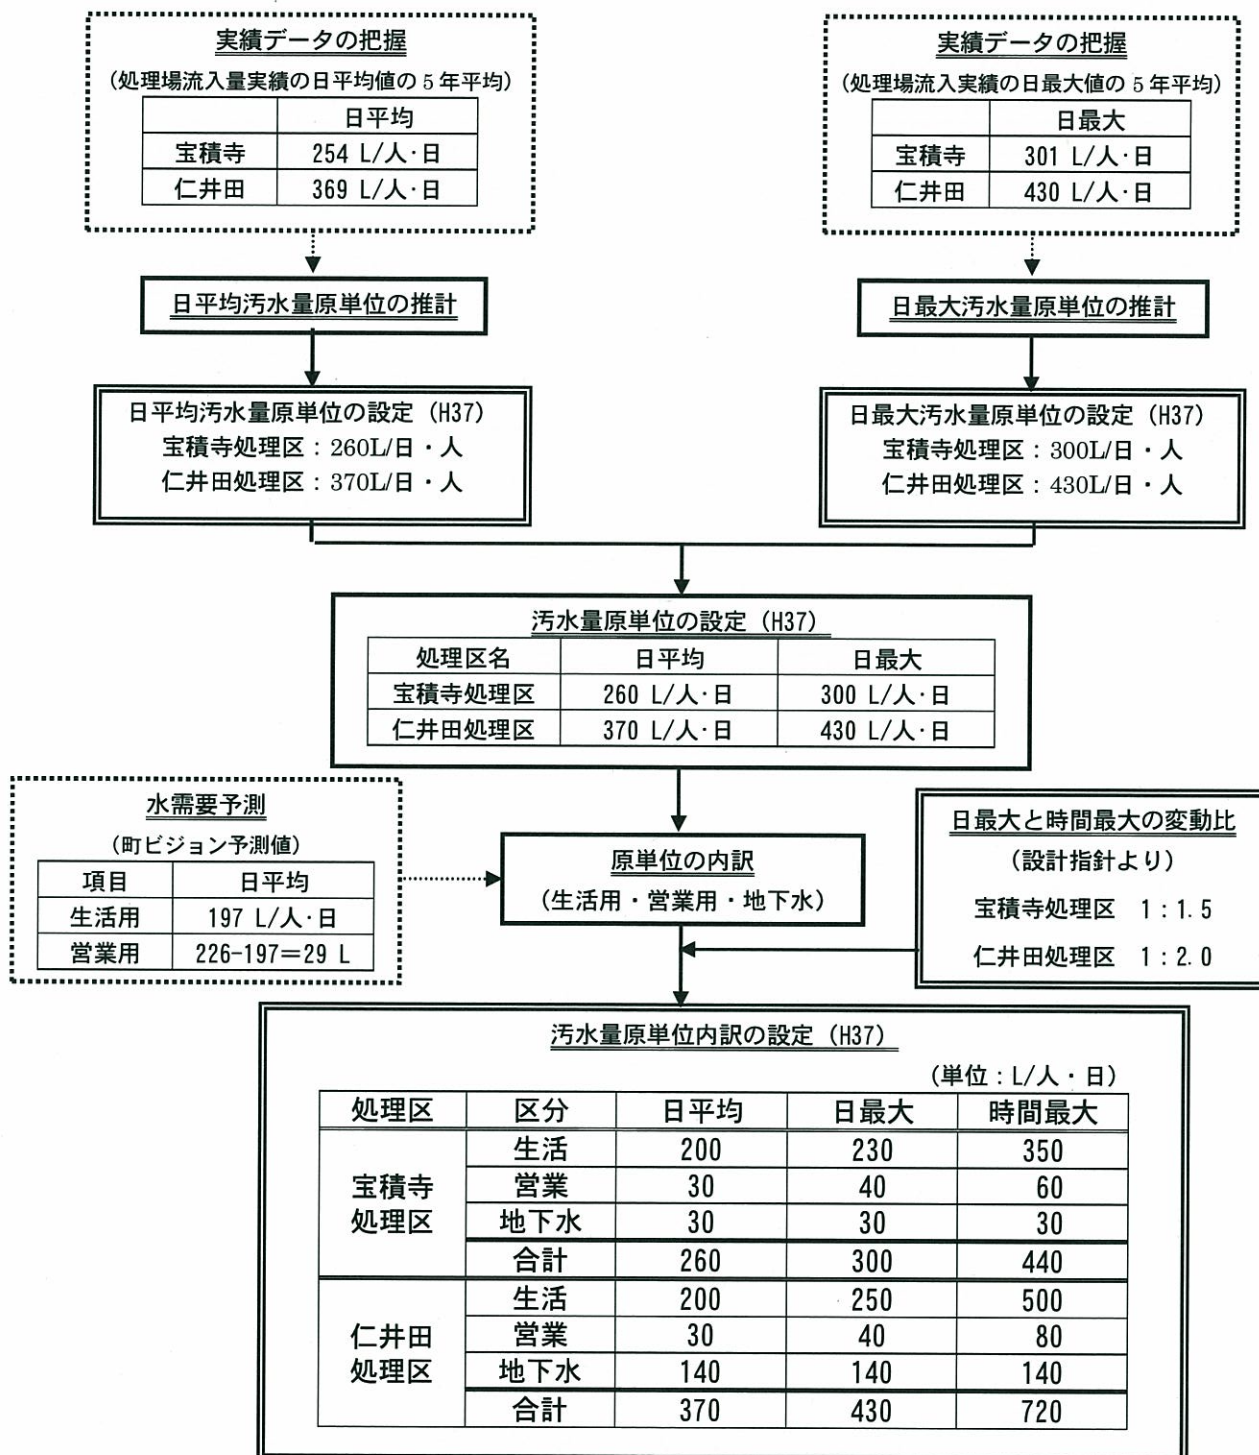 実績データの把握
(処理場流入量実績の日平均値の5年平均)
日平均
宝積寺 254 L/人·日
仁井田 369 L/人·日
実績データの把握
(処理場流入実績の日最大値の5年平均)
日最大
宝積寺 301 L/人·日
仁井田 430 L/人·日
日平均汚水量原単位の推計
日最大汚水量原単位の推計
日平均汚水量原単位の設定（H37）
宝積寺処理区：260L/日・人
仁井田処理区：370L/日・人
日最大汚水量原単位の設定（H37）
宝積寺処理区：300L/日・人
仁井田処理区：430L/日・人
汚水量原単位の設定（H37）
処理区名 日平均 日最大
宝積寺処理区 260 L/人·日 300 L/人·日
仁井田処理区 370 L/人·日 430 L/人·日
水需要予測
（町ビジョン予測値）
項目 日平均
生活用 197 L/人·日
営業用 226-197＝29 L
原単位の内訳
（生活用・営業用・地下水）
日最大と時間最大の変動比
（設計指針より）
宝積寺処理区 1：1.5
仁井田処理区 1：2.0
汚水量原単位内訳の設定（H37）
（単位：L/人・日）
処理区 区分 日平均 日最大 時間最大
宝積寺
処理区
生活 200 230 350
営業 30 40 60
地下水 30 30 30
合計 260 300 440
仁井田
処理区
生活 200 250 500
営業 30 40 80
地下水 140 140 140
合計 370 430 720